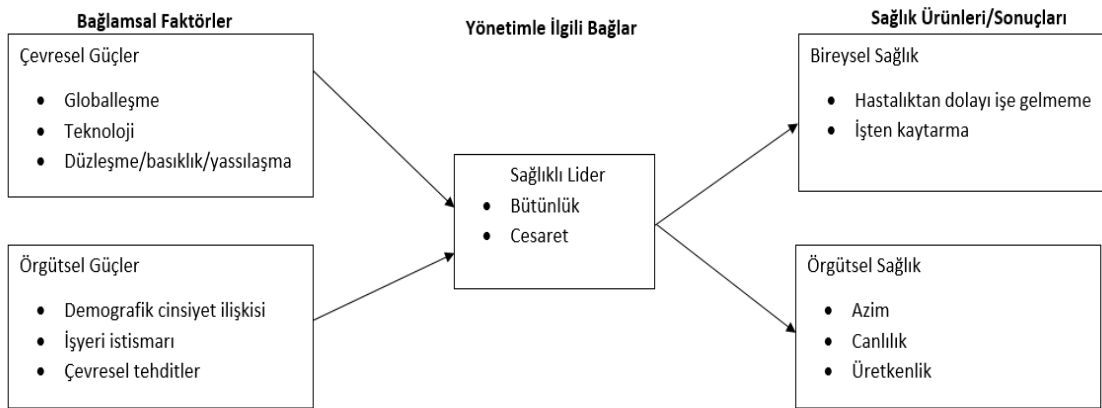 Bağlamsal Faktörler
Çevresel Güçler
• Globalleşme
• Teknoloji
• Düzleşme/basıklık/yassılaşma
Örgütsel Güçler
• Demografik cinsiyet ilişkisi
• İşyeri istismarı
• Çevresel tehditler
Yönetimle İlgili Bağlar
Sağlıklı Lider
• Bütünlük
• Cesaret
Sağlık Ürünleri/Sonuçları
Bireysel Sağlık
• Hastalıktan dolayı işe gelmeme
• İşten kaytarma
Örgütsel Sağlık
• Azim
• Canlılık
• Üretkenlik